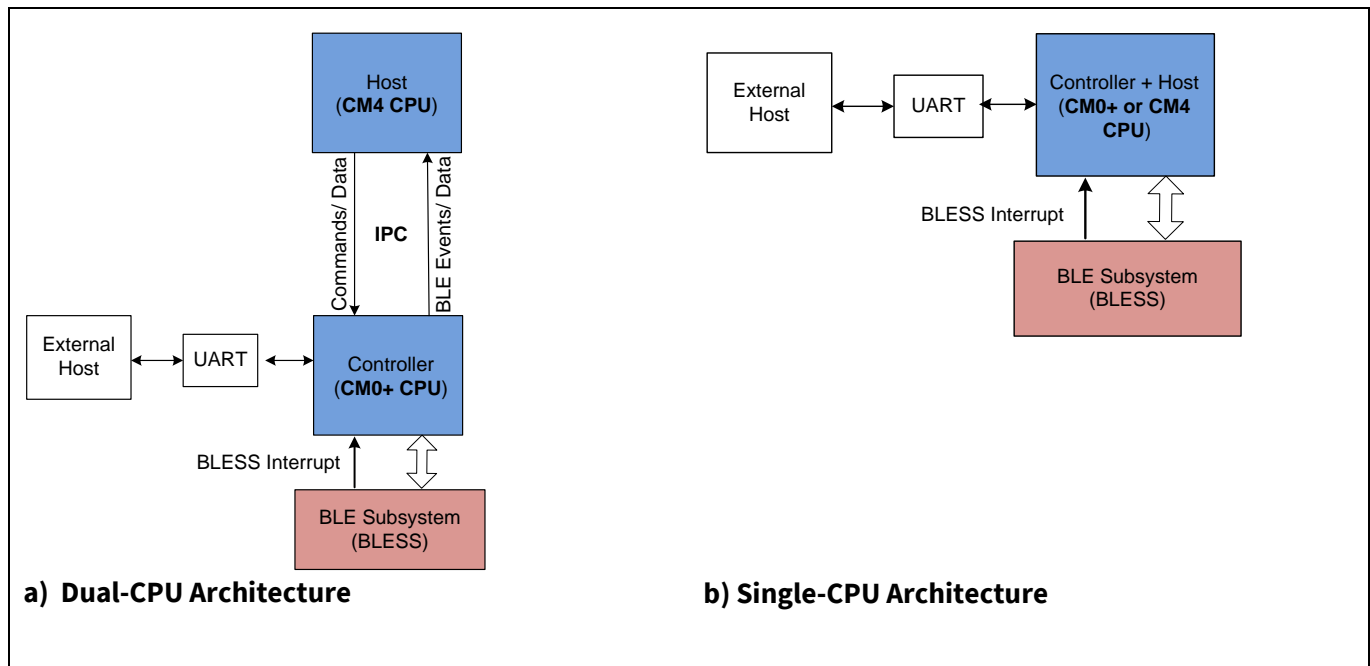 Host
(CM4 CPU)
Commands/ Data
IPC
BLE Events/ Data
External
Host
UART
Controller
(CM0+ CPU)
BLESS Interrupt
BLE Subsystem
(BLESS)
a) Dual-CPU Architecture
External
Host
UART
Controller + Host
(CM0+ or CM4
CPU)
BLESS Interrupt
BLE Subsystem
(BLESS)
b) Single-CPU Architecture